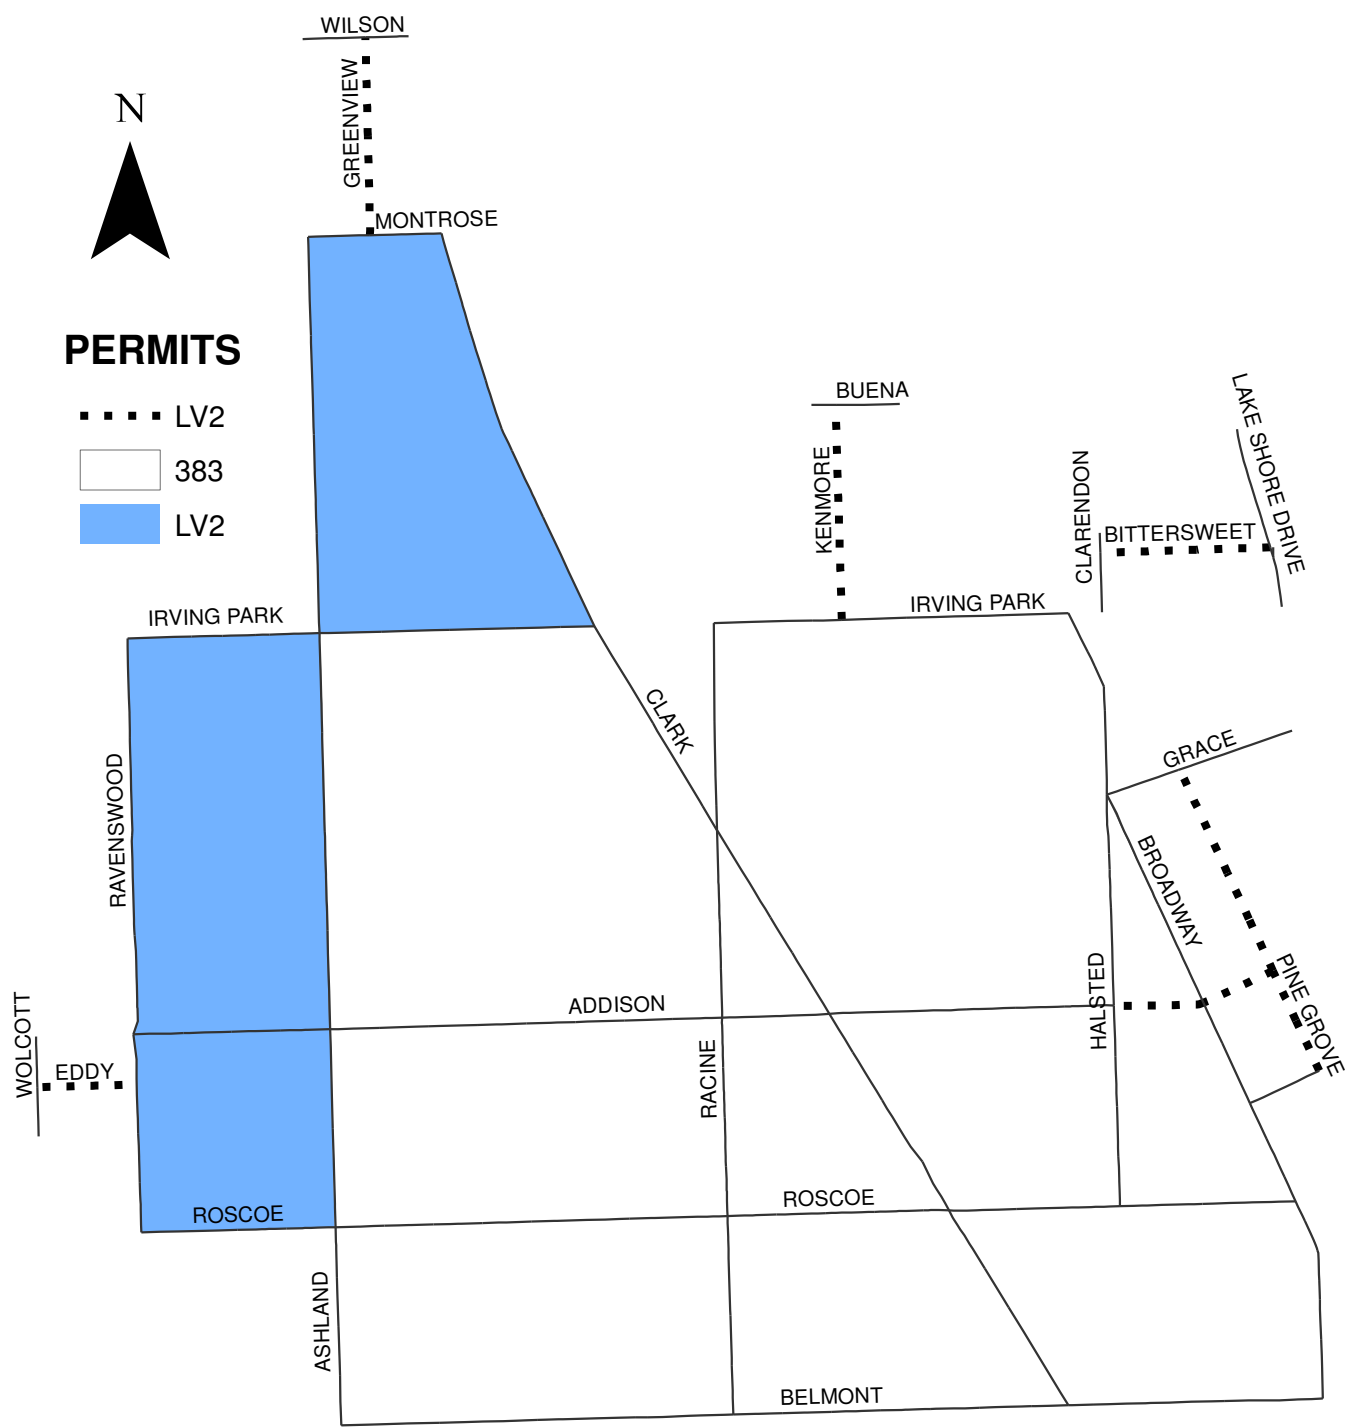 WILSON
GREENVIEW
N
MONTROSE
PERMITS
LV2
383
LV2
BUENA
KENMORE
LAKE SHORE DRIVE
CLARENDON
BITTERSWEET
IRVING PARK
IRVING PARK
CLARK
GRACE
RAVENSWOOD
BROADWAY
HALSTED
PINE GROVE
ADDISON
WOLCOTT
EDDY
RACINE
ROSCOE
ROSCOE
ASHLAND
BELMONT